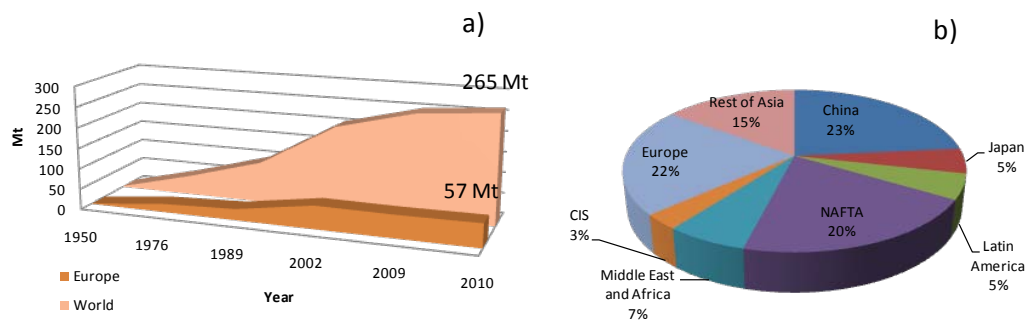 a)
265 Mt
57 Mt
300
250
200
150
100
50
0
Mt
1950
1976
1989
2002
2009
2010
Year
Europe
World
b)
China
23%
Japan
5%
Latin
America
5%
NAFTA
20%
Middle East
and Africa
7%
CIS
3%
Europe
22%
Rest of Asia
15%